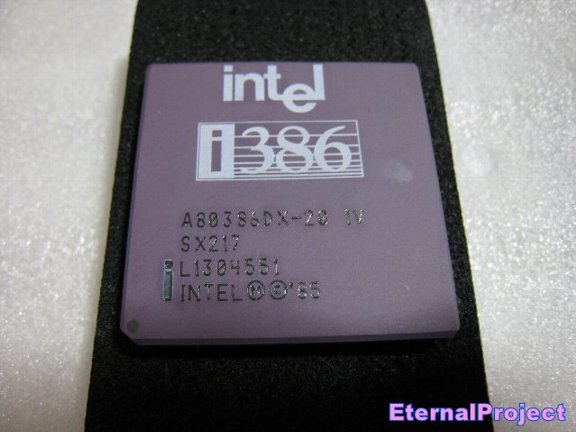 intel
i386
A80386DX-20 IV
SX217
L1304551
INTEL Ⓜ © '85
EternalProject